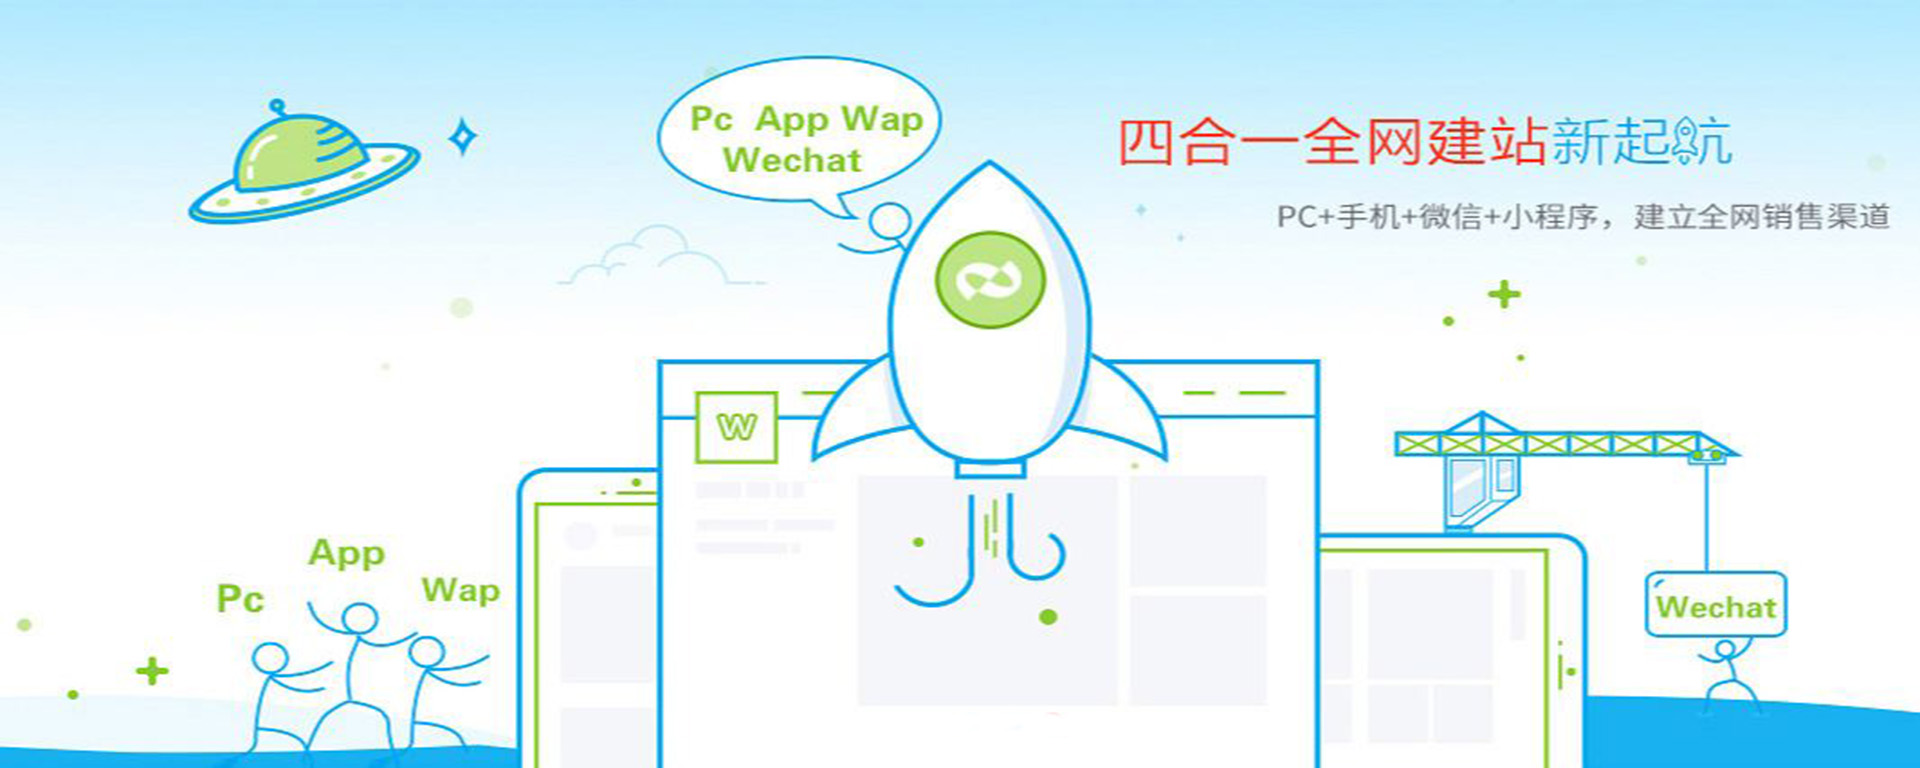 Pc App Wap
Wechat
四合一全网建站新起航
PC+手机+微信+小程序，建立全网销售渠道
W
App
Pc
Wap
Wechat